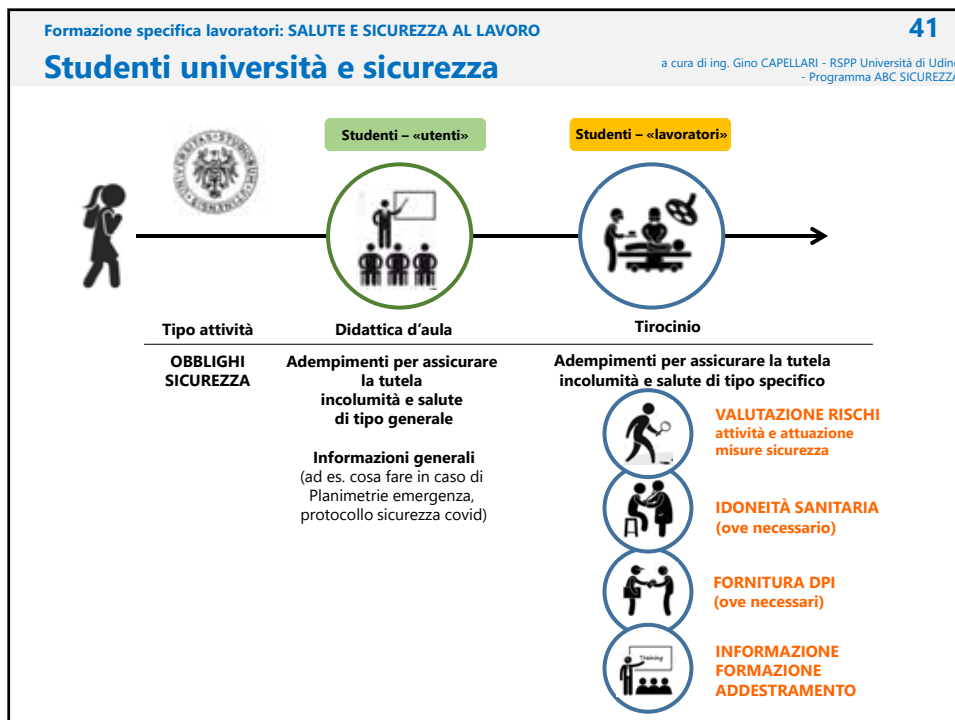 Formazione specifica lavoratori: SALUTE E SICUREZZA AL LAVORO
41
Studenti università e sicurezza
a cura di ing. Gino CAPELLARI - RSPP Università di Udine
- Programma ABC SICUREZZA
Studenti – «utenti»
Studenti – «lavoratori»
Tipo attività
Didattica d'aula
Tirocinio
OBBLIGHI
SICUREZZA
Adempimenti per assicurare
la tutela
incolumità e salute
di tipo generale
Informazioni generali
(ad es. cosa fare in caso di
Planimetrie emergenza,
protocollo sicurezza covid)
Adempimenti per assicurare la tutela
incolumità e salute di tipo specifico
VALUTAZIONE RISCHI
attività e attuazione
misure sicurezza
IDONEITÀ SANITARIA
(ove necessario)
FORNITURA DPI
(ove necessari)
Training
INFORMAZIONE
FORMAZIONE
ADDESTRAMENTO